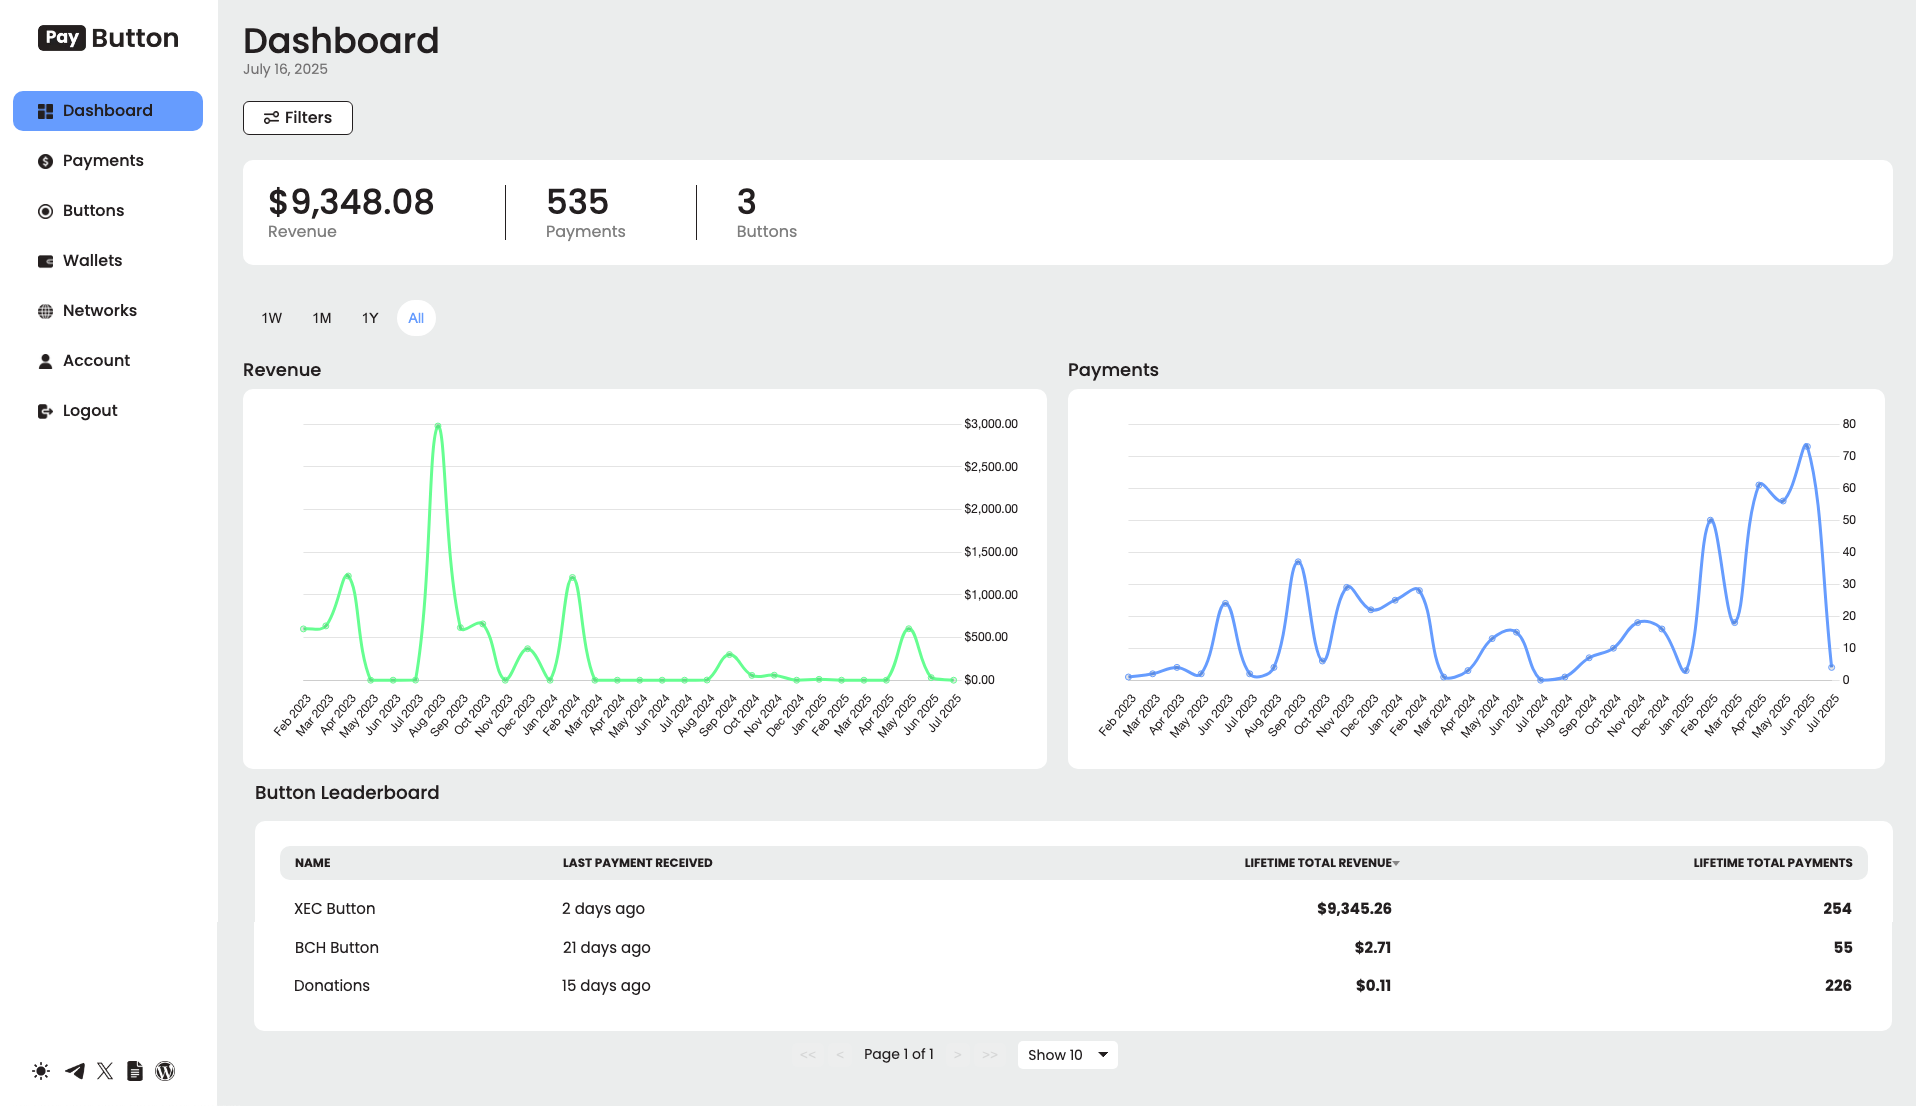 Pay Button
Dashboard
Payments
Buttons
Wallets
Networks
Account
Logout
Dashboard
July 16, 2025
Filters
$9,348.08
Revenue
535
Payments
3
Buttons
1W 1M 1Y All
Revenue
$3,000.00
$2,500.00
$2,000.00
$1,500.00
$1,000.00
$500.00
$0.00
Feb 2023 Mar 2023 Apr 2023 May 2023 Jun 2023 Jul 2023 Aug 2023 Sep 2023 Oct 2023 Nov 2023 Dec 2023 Jan 2024 Feb 2024 Mar 2024 Apr 2024 May 2024 Jun 2024 Jul 2024 Aug 2024 Sep 2024 Oct 2024 Nov 2024 Dec 2024 Jan 2025 Feb 2025 Mar 2025 Apr 2025 May 2025 Jun 2025 Jul 2025
Payments
80
70
60
50
40
30
20
10
0
Feb 2023 Mar 2023 Apr 2023 May 2023 Jun 2023 Jul 2023 Aug 2023 Sep 2023 Oct 2023 Nov 2023 Dec 2023 Jan 2024 Feb 2024 Mar 2024 Apr 2024 May 2024 Jun 2024 Jul 2024 Aug 2024 Sep 2024 Oct 2024 Nov 2024 Dec 2024 Jan 2025 Feb 2025 Mar 2025 Apr 2025 May 2025 Jun 2025 Jul 2025
Button Leaderboard
NAME LAST PAYMENT RECEIVED LIFETIME TOTAL REVENUE LIFETIME TOTAL PAYMENTS
XEC Button 2 days ago $9,345.26 254
BCH Button 21 days ago $2.71 55
Donations 15 days ago $0.11 226
<< < Page 1 of 1 > >> Show 10